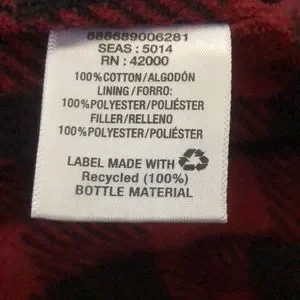 888689006281
SEAS : 5014
RN : 42000
100% COTTON/ALGODÓN
LINING / FORRO:
100% POLYESTER/POLIÉSTER
FILLER/RELLENO
100% POLYESTER/POLIÉSTER
LABEL MADE WITH
Recycled (100%)
BOTTLE MATERIAL